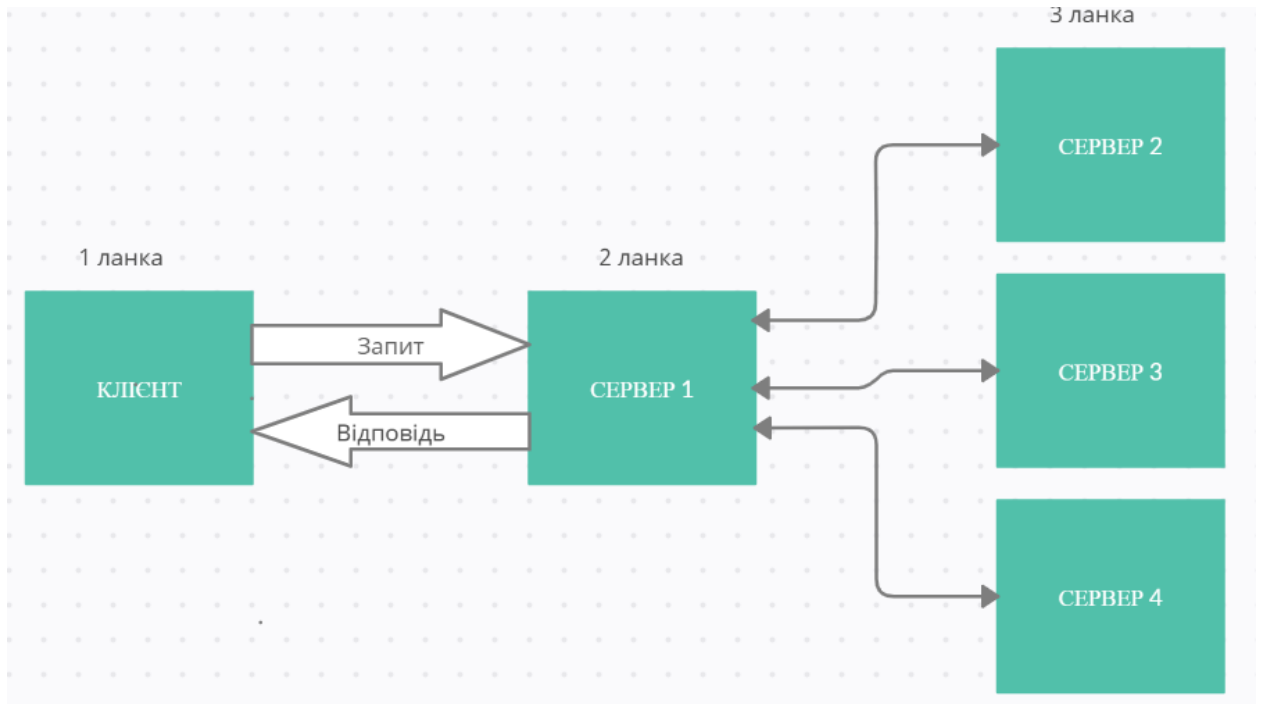 3 ланка
СЕРВЕР 2
1 ланка
2 ланка
Запит
КЛІЄНТ
СЕРВЕР 1
СЕРВЕР 3
Відповідь
СЕРВЕР 4